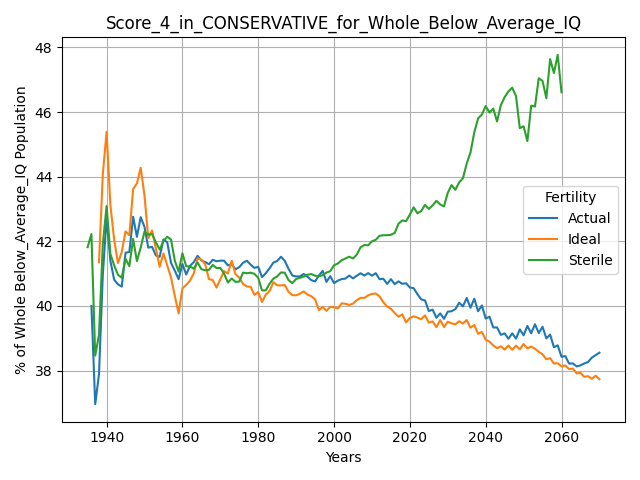 Score_4_in_CONSERVATIVE_for_Whole_Below_Average_IQ
% of Whole Below_Average_IQ Population
48
46
44
42
40
38
Fertility
Actual
Ideal
Sterile
1940
1960
1980
2000
2020
2040
2060
Years